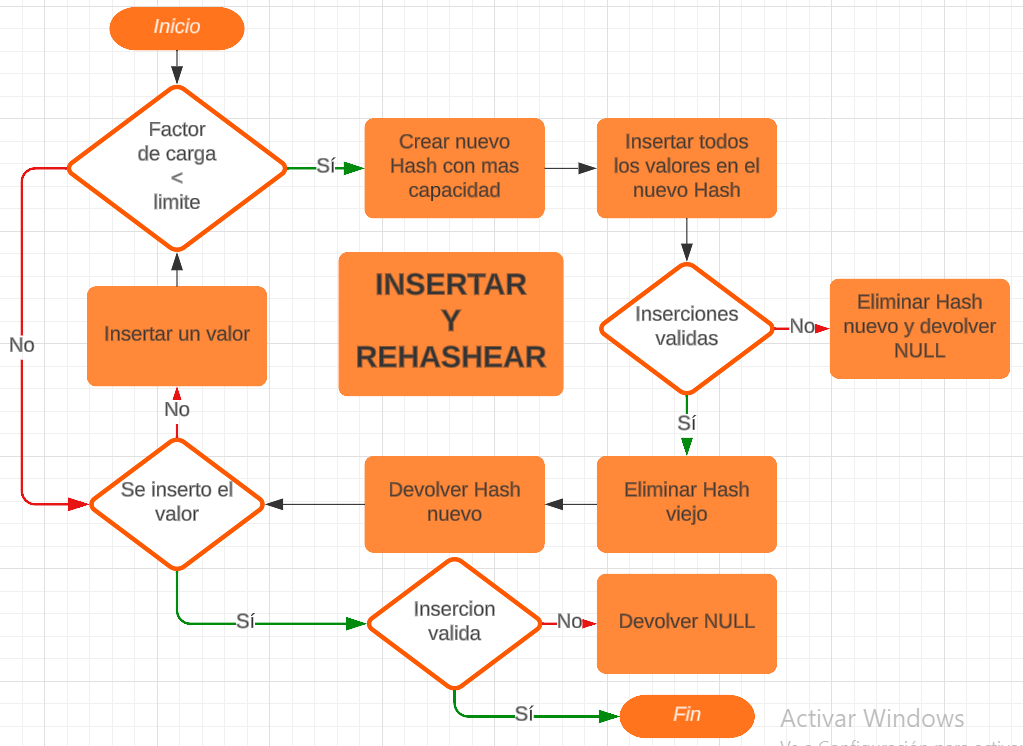 Inicio
Factor
de carga
<
limite
Sí
Crear nuevo
Hash con mas
capacidad
Insertar todos
los valores en el
nuevo Hash
No
Insertar un valor
INSERTAR
Y
REHASHEAR
Inserciones
validas
No
Eliminar Hash
nuevo y devolver
NULL
No
Sí
Se inserto el
valor
Devolver Hash
nuevo
Eliminar Hash
viejo
Sí
Insercion
valida
No
Devolver NULL
Sí
Fin
Activar Windows